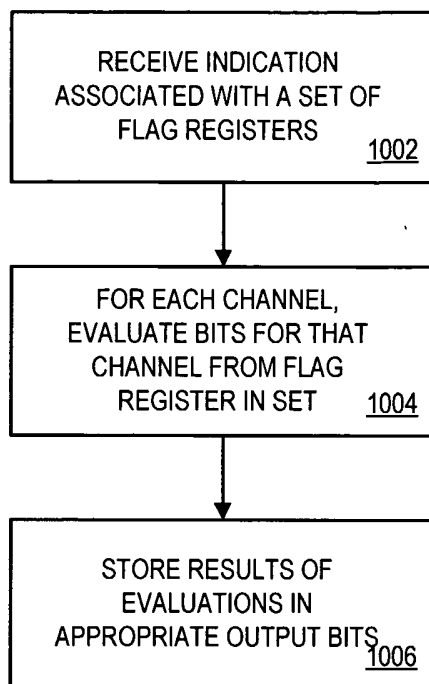 RECEIVE INDICATION
ASSOCIATED WITH A SET OF
FLAG REGISTERS
1002
FOR EACH CHANNEL,
EVALUATE BITS FOR THAT
CHANNEL FROM FLAG
REGISTER IN SET
1004
STORE RESULTS OF
EVALUATIONS IN
APPROPRIATE OUTPUT BITS
1006